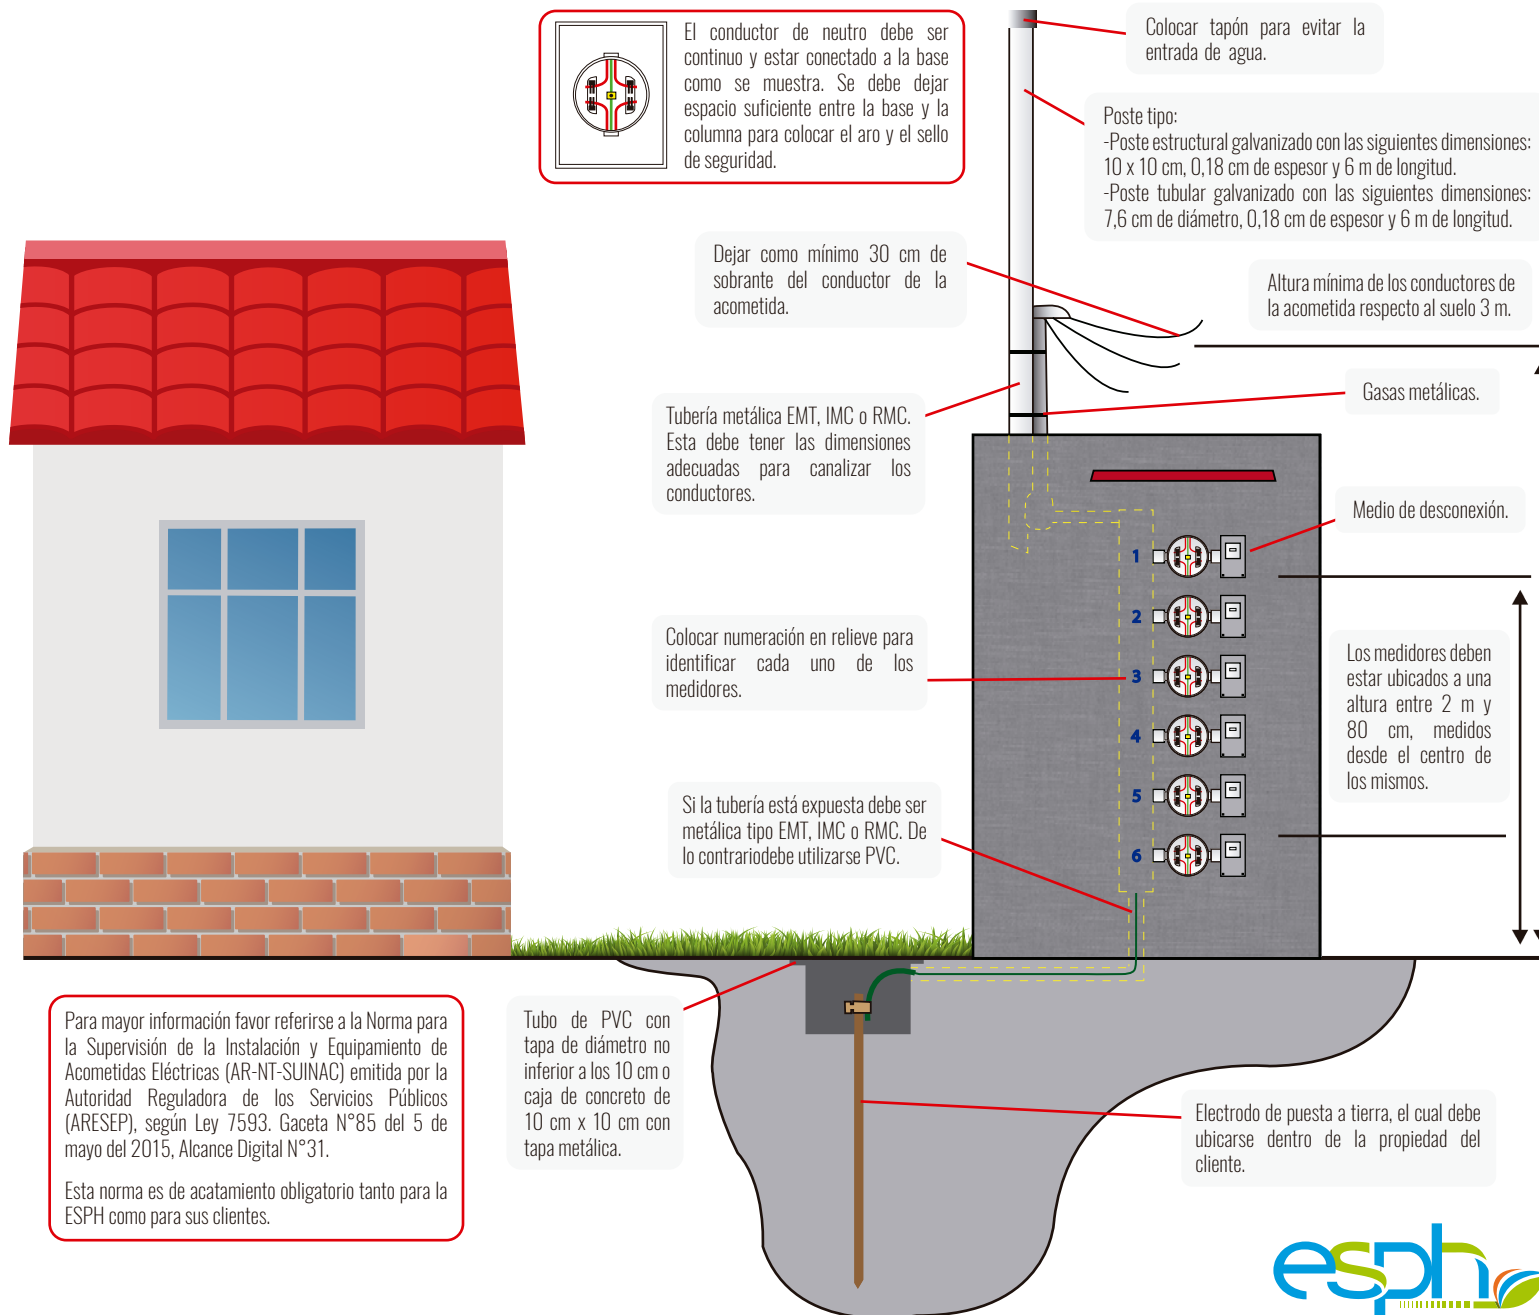 El conductor de neutro debe ser
continuo y estar conectado a la base
como se muestra. Se debe dejar
espacio suficiente entre la base y la
columna para colocar el aro y el sello
de seguridad.
Colocar tapón para evitar la
entrada de agua.
Poste tipo:
-Poste estructural galvanizado con las siguientes dimensiones:
10 x 10 cm, 0,18 cm de espesor y 6 m de longitud.
-Poste tubular galvanizado con las siguientes dimensiones:
7,6 cm de diámetro, 0,18 cm de espesor y 6 m de longitud.
Dejar como mínimo 30 cm de
sobrante del conductor de la
acometida.
Altura mínima de los conductores de
la acometida respecto al suelo 3 m.
Gasas metálicas.
Tubería metálica EMT, IMC o RMC.
Esta debe tener las dimensiones
adecuadas para canalizar los
conductores.
Medio de desconexión.
1
2
3
4
5
6
Colocar numeración en relieve para
identificar cada uno de los
medidores.
Los medidores deben
estar ubicados a una
altura entre 2 m y
80 cm, medidos
desde el centro de
los mismos.
Si la tubería está expuesta debe ser
metálica tipo EMT, IMC o RMC. De
lo contrariodebe utilizarse PVC.
Para mayor información favor referirse a la Norma para
la Supervisión de la Instalación y Equipamiento de
Acometidas Eléctricas (AR-NT-SUINAC) emitida por la
Autoridad Reguladora de los Servicios Públicos
(ARESEP), según Ley 7593. Gaceta N°85 del 5 de
mayo del 2015, Alcance Digital N°31.
Esta norma es de acatamiento obligatorio tanto para la
ESPH como para sus clientes.
Tubo de PVC con
tapa de diámetro no
inferior a los 10 cm o
caja de concreto de
10 cm x 10 cm con
tapa metálica.
Electrodo de puesta a tierra, el cual debe
ubicarse dentro de la propiedad del
cliente.
esph